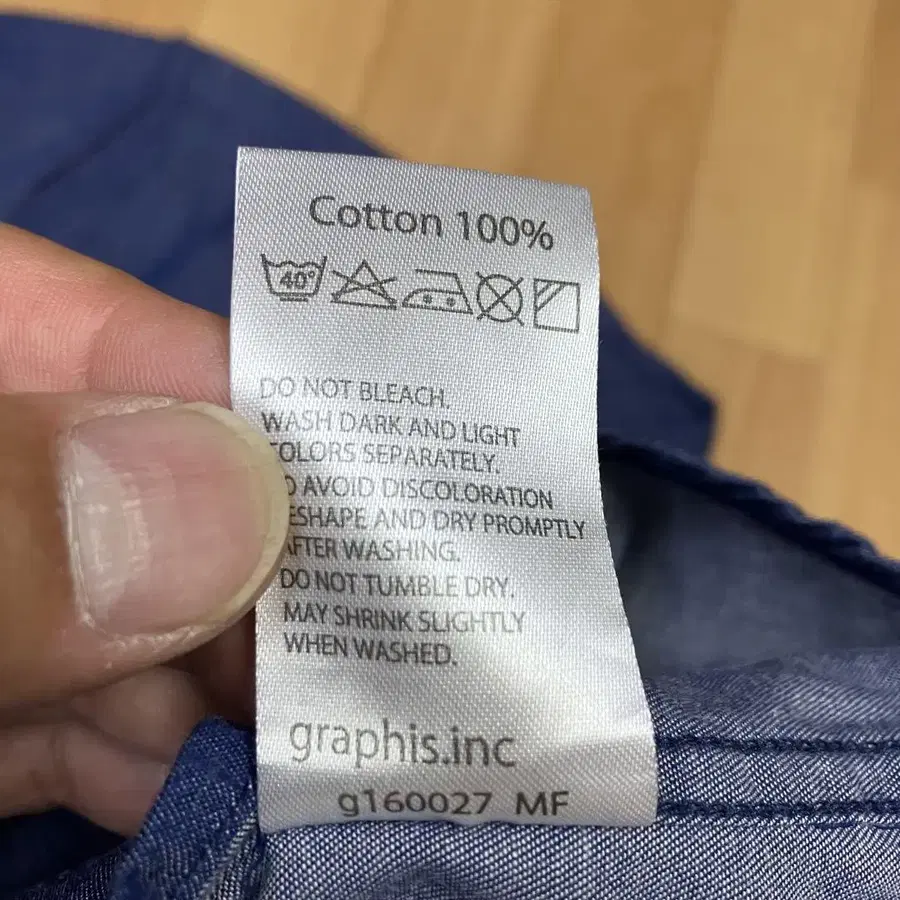 Cotton 100%
40°
DO NOT BLEACH.
WASH DARK AND LIGHT
OLORS SEPARATELY.
O AVOID DISCOLORATION
ESHAPE AND DRY PROMPTLY
AFTER WASHING.
DO NOT TUMBLE DRY.
MAY SHRINK SLIGHTLY
WHEN WASHED.
graphis.inc
g160027 MF